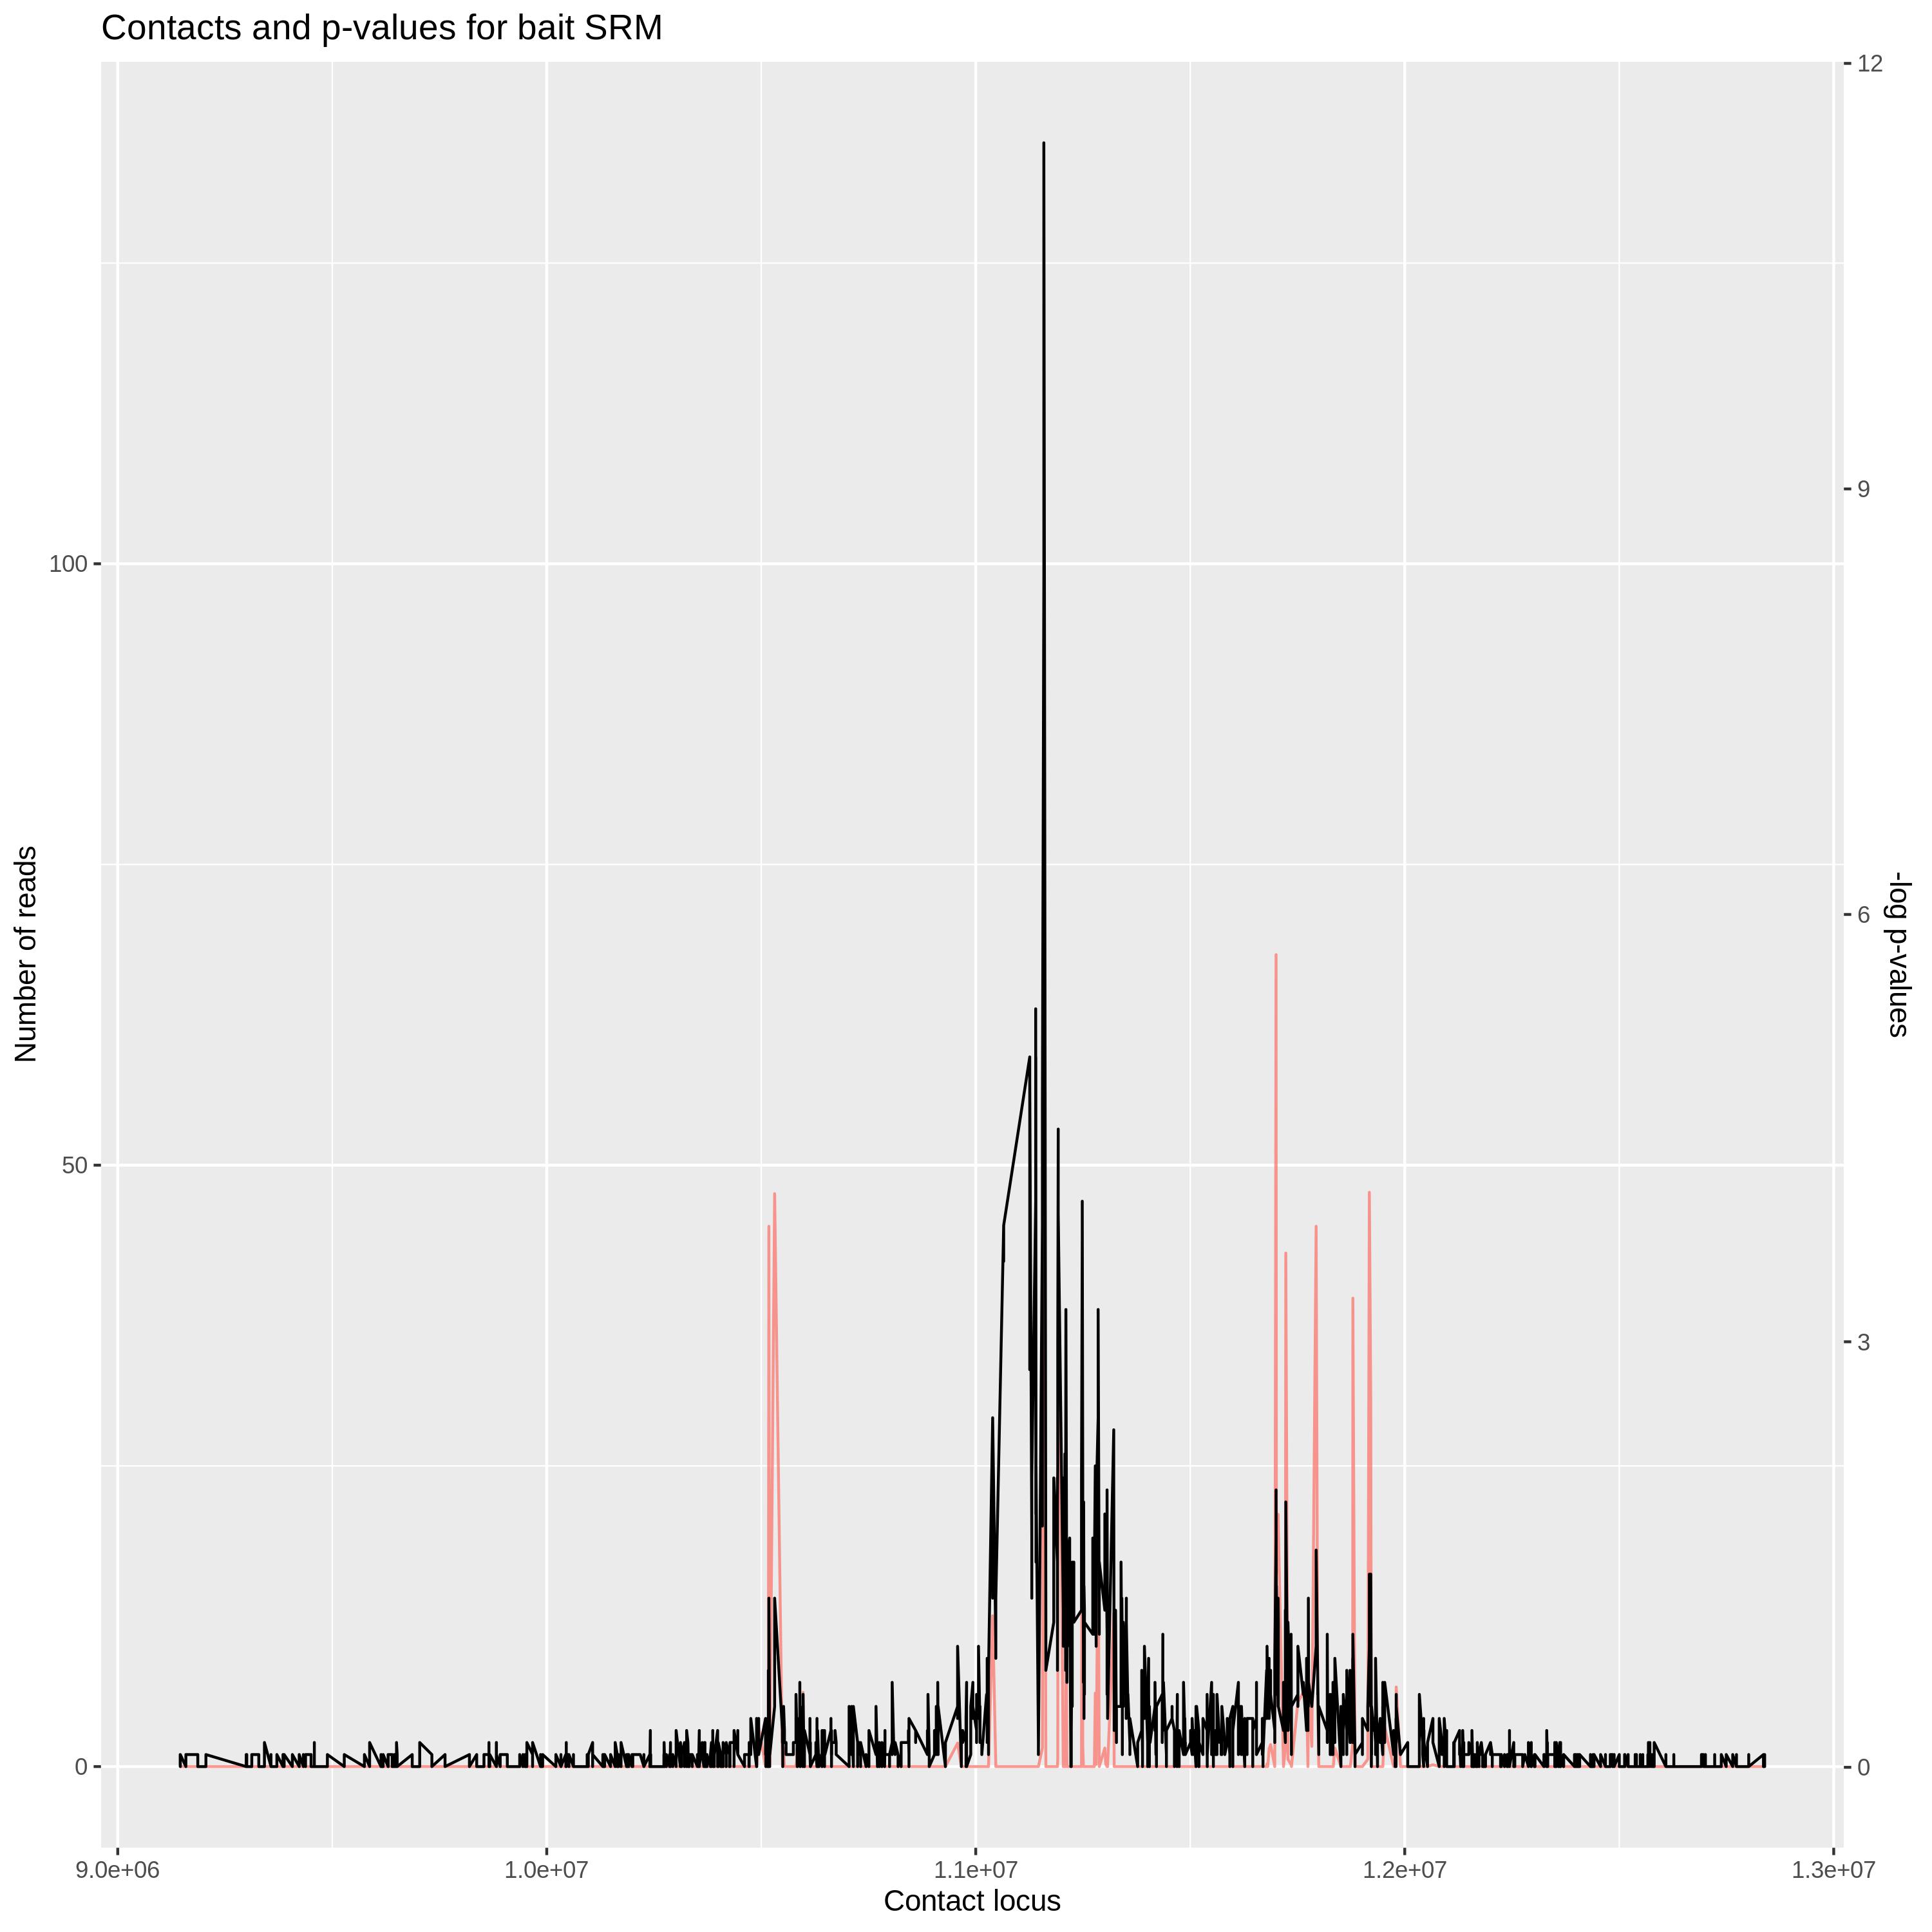 Contacts and p-values for bait SRM
12
9
100
6
Number of reads
-log p-values
50
3
0
0
9.0e+06
1.0e+07
1.1e+07
1.2e+07
1.3e+07
Contact locus